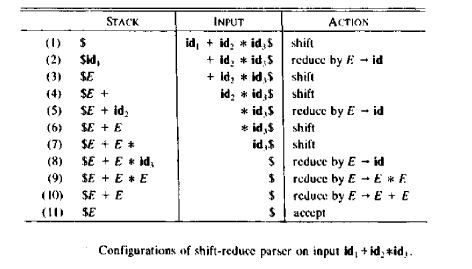 STACK INPUT ACTION
(1) $ id₁ + id₂ * id₃$ shift
(2) $id₁ + id₂ * id₃$ reduce by E → id
(3) $E + id₂ * id₃$ shift
(4) $E + id₂ * id₃$ shift
(5) $E + id₂ * id₃$ reduce by E → id
(6) $E + E * id₃$ shift
(7) $E + E * id₃$ shift
(8) $E + E * id₃ $ reduce by E → id
(9) $E + E * E $ reduce by E → E * E
(10) $E + E $ reduce by E → E + E
(11) $E $ accept
Configurations of shift-reduce parser on input id₁+id₂*id₃.